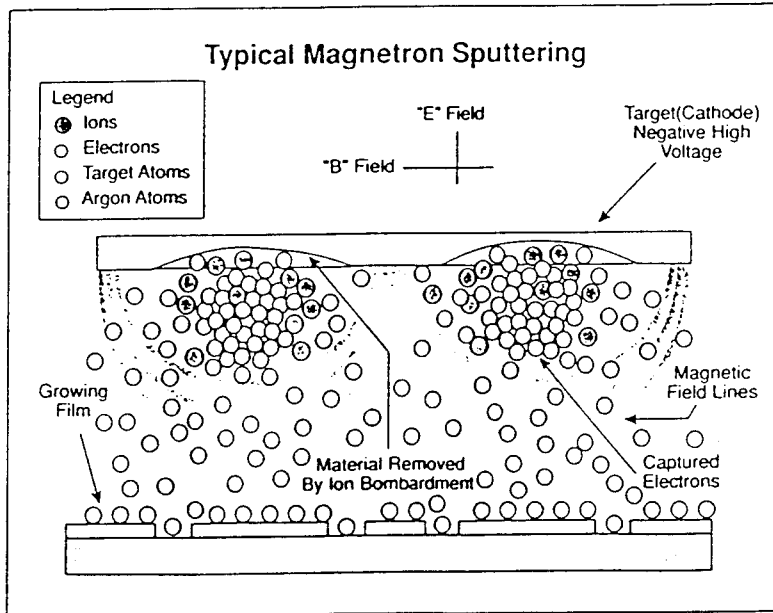 Typical Magnetron Sputtering
Legend
Ions
Electrons
Target Atoms
Argon Atoms
"E" Field
"B" Field
Target(Cathode)
Negative High
Voltage
Growing
Film
Material Removed
By Ion Bombardment
Magnetic
Field Lines
Captured
Electrons